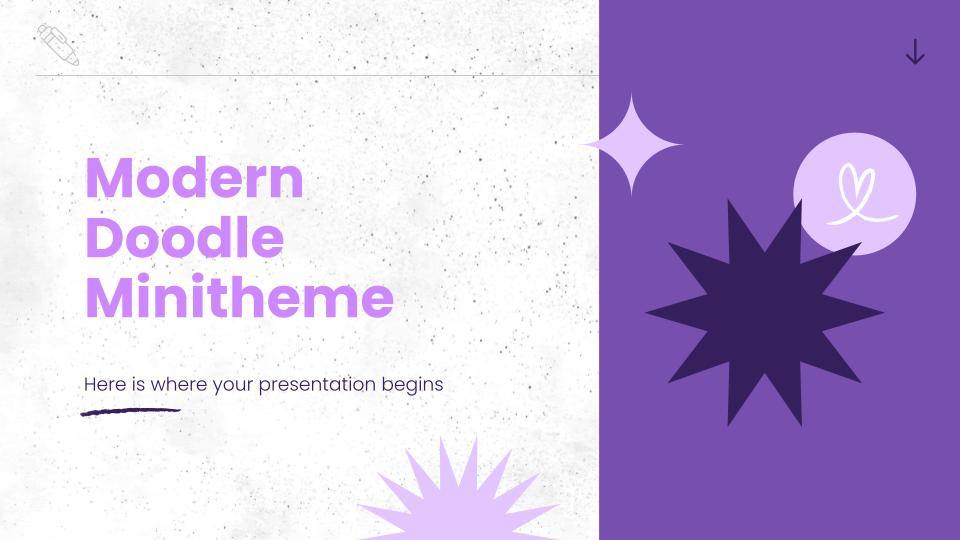 Modern
Doodle
Minitheme
Here is where your presentation begins